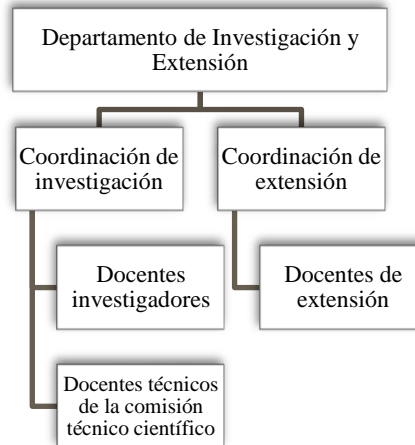 Departamento de Investigación y
Extensión
Coordinación de
investigación
Coordinación de
extensión
Docentes
investigadores
Docentes de
extensión
Docentes técnicos
de la comisión
técnico científico